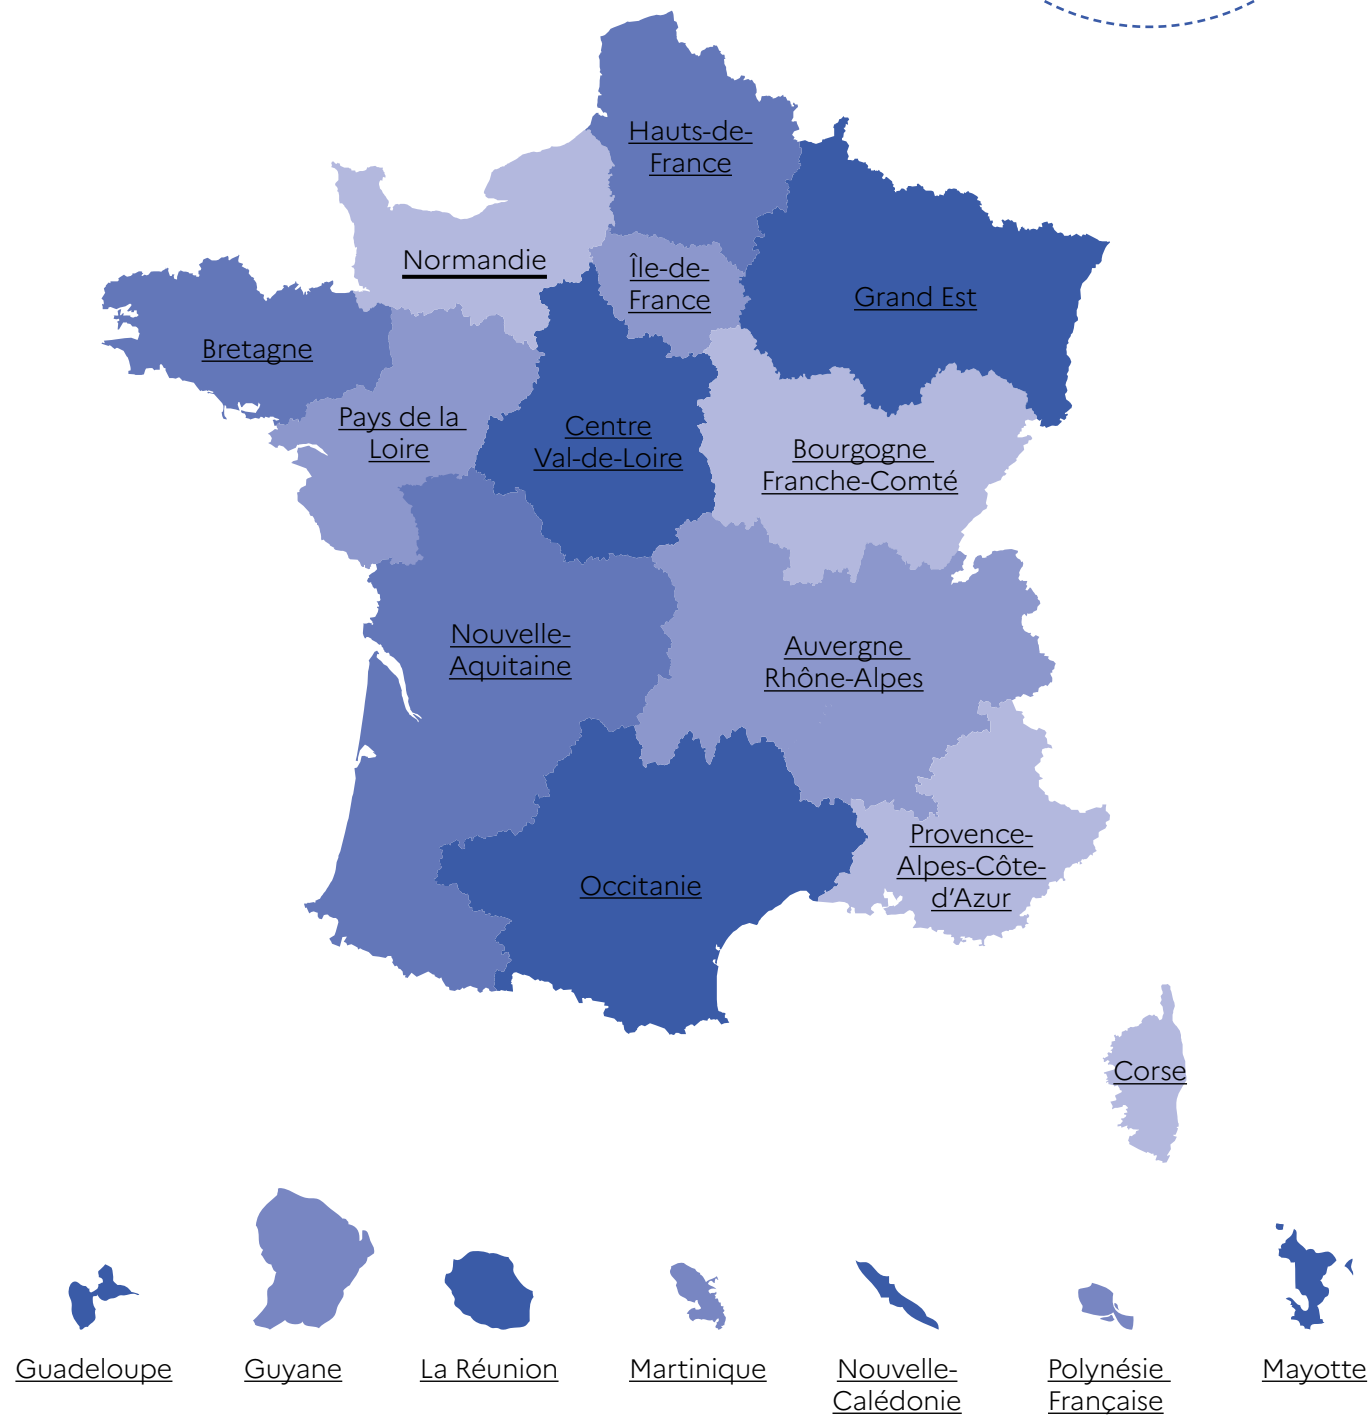 Hauts-de-
France
Normandie
Île-de-
France
Grand Est
Bretagne
Pays de la
Loire
Centre
Val-de-Loire
Bourgogne
Franche-Comté
Nouvelle-
Aquitaine
Auvergne
Rhône-Alpes
Provence-
Alpes-Côte-
d'Azur
Occitanie
Corse
Guadeloupe
Guyane
La Réunion
Martinique
Nouvelle-
Calédonie
Polynésie
Française
Mayotte